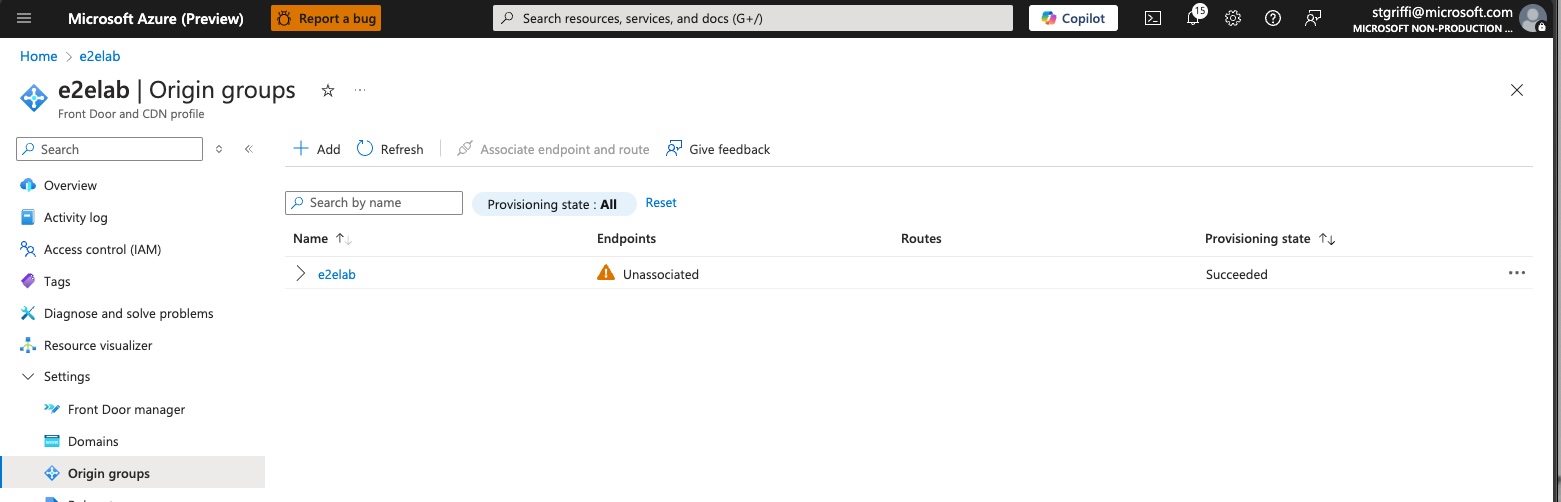 Microsoft Azure (Preview) Report a bug Search resources, services, and docs (G+/) Copilot 15 stgriffi@microsoft.com
MICROSOFT NON-PRODUCTION ...
Home > e2elab
e2elab | Origin groups ...
Front Door and CDN profile
Search
Add Refresh Associate endpoint and route Give feedback
Overview
Activity log
Access control (IAM)
Tags
Diagnose and solve problems
Resource visualizer
Settings
Front Door manager
Domains
Origin groups
Search by name Provisioning state : All Reset
Name Endpoints Routes Provisioning state
e2elab Unassociated Succeeded ...